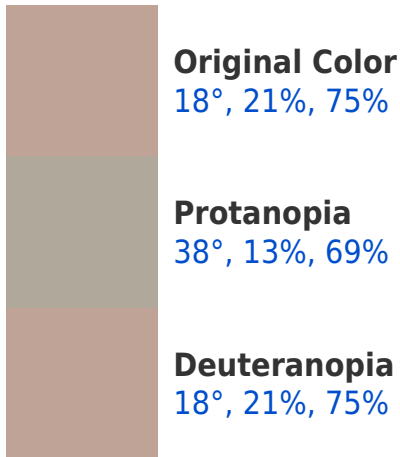 Original Color
18°, 21%, 75%
Protanopia
38°, 13%, 69%
Deuteranopia
18°, 21%, 75%